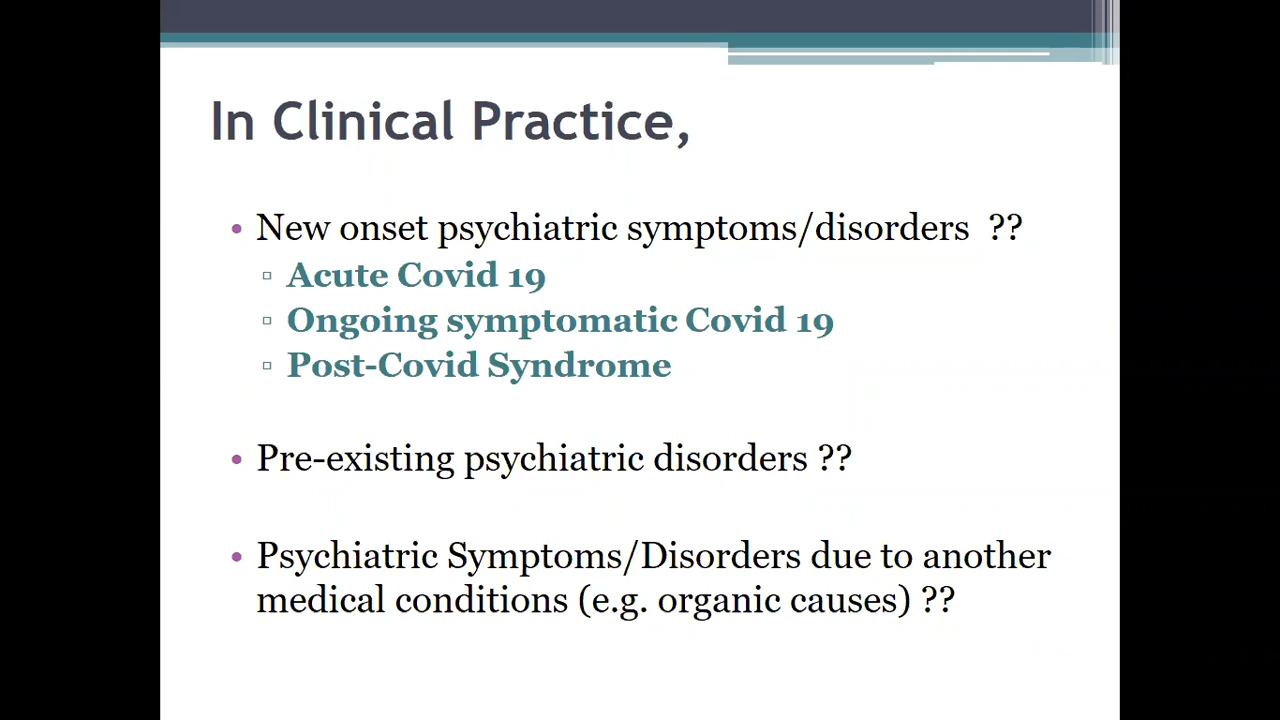 In Clinical Practice,
• New onset psychiatric symptoms/disorders ??
▫ Acute Covid 19
▫ Ongoing symptomatic Covid 19
▫ Post-Covid Syndrome
• Pre-existing psychiatric disorders ??
• Psychiatric Symptoms/Disorders due to another
medical conditions (e.g. organic causes) ??